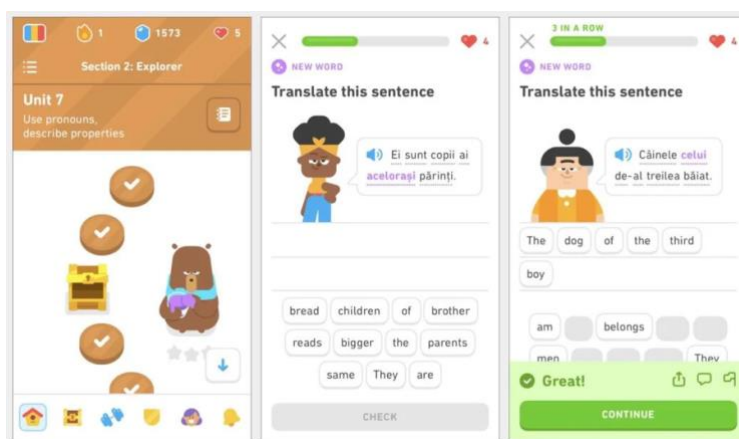 1
1573
5
Section 2: Explorer
Unit 7
Use pronouns,
describe properties
4
NEW WORD
Translate this sentence
Ei sunt copii ai
acelorași părinți.
bread children of brother
reads bigger the parents
same They are
CHECK
3 IN A ROW
4
NEW WORD
Translate this sentence
Câinele celui
de-al treilea băiat.
The dog of the third
boy
am belongs
men They
Great!
CONTINUE